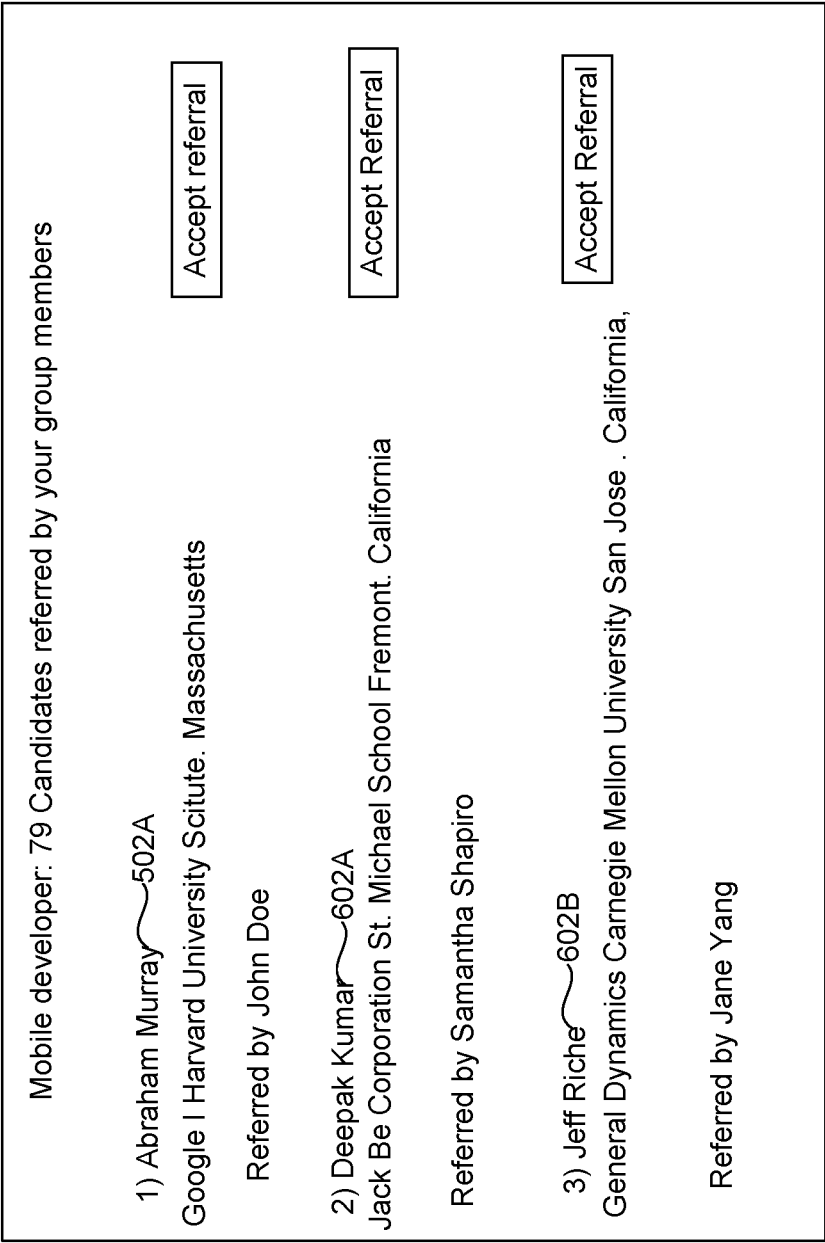 Mobile developer: 79 Candidates referred by your group members
1) Abraham Murray 502A
Google I Harvard University Scitute. Massachusetts
Accept referral
Referred by John Doe
2) Deepak Kumar 602A
Jack Be Corporation St. Michael School Fremont. California
Accept Referral
Referred by Samantha Shapiro
3) Jeff Riche 602B
General Dynamics Carnegie Mellon University San Jose . California,
Accept Referral
Referred by Jane Yang